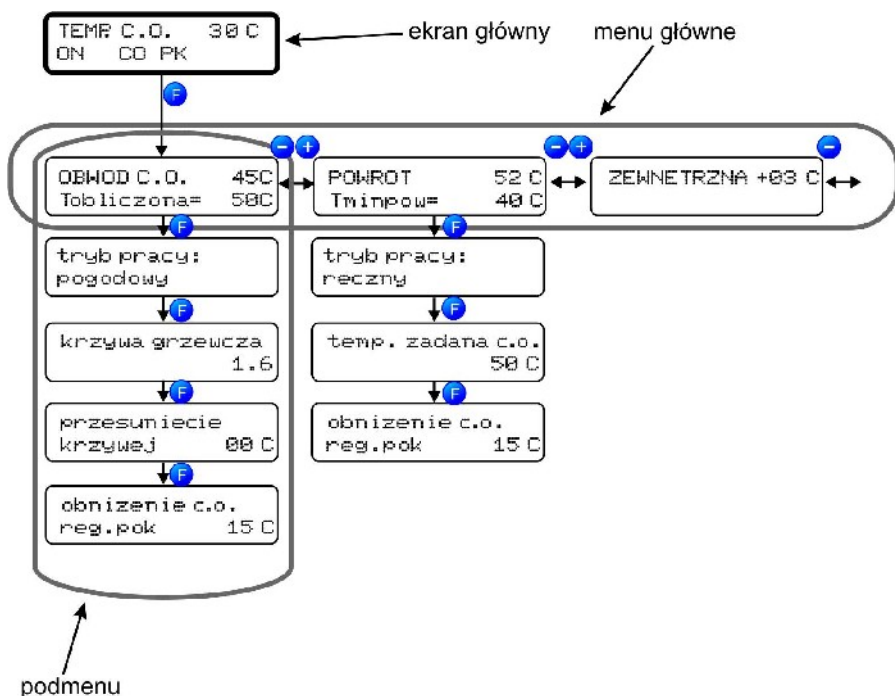 TEMP. C.O. 30 C
ON CO PK
ekran główny
menu główne
F
- +
- +
-
OBWOD C.O. 45C
Tobliczona= 50C
POWROT 52 C
Tminpow= 40 C
ZEWNETRZNA +03 C
F
F
tryb pracy:
pogodowy
tryb pracy:
reczny
F
F
krzywa grzewcza
1.6
temp. zadana c.o.
50 C
F
F
przesuniecie
krzywej 00 C
obnizenie c.o.
reg.pok 15 C
F
obnizenie c.o.
reg.pok 15 C
podmenu